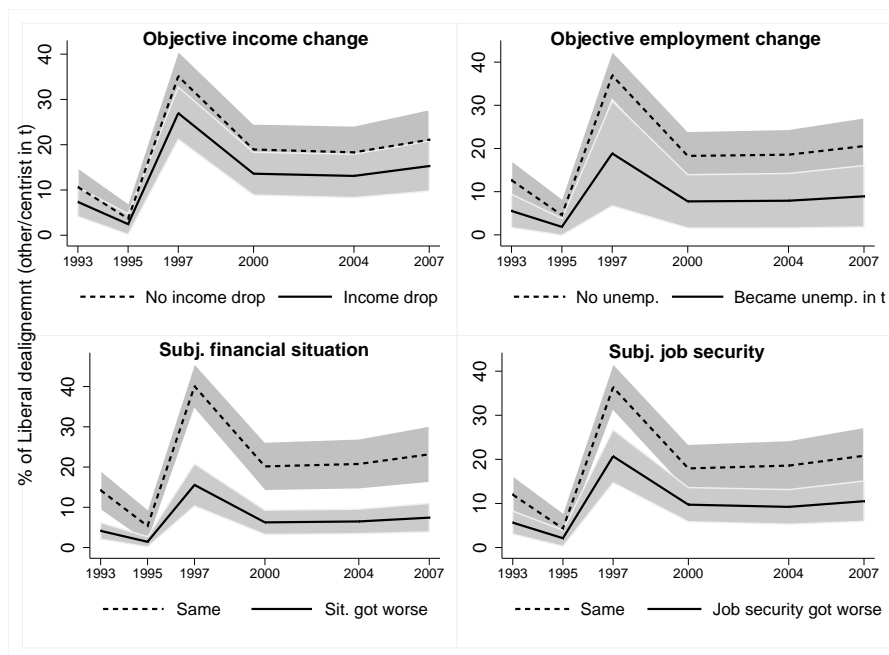 % of Liberal dealignemnt (other/centrist in t)
Objective income change
40
30
20
10
0
1993 1995 1997 2000 2004 2007
No income drop Income drop
Objective employment change
40
30
20
10
0
1993 1995 1997 2000 2004 2007
No unemp. Became unemp. in t
Subj. financial situation
40
30
20
10
0
1993 1995 1997 2000 2004 2007
Same Sit. got worse
Subj. job security
40
30
20
10
0
1993 1995 1997 2000 2004 2007
Same Job security got worse